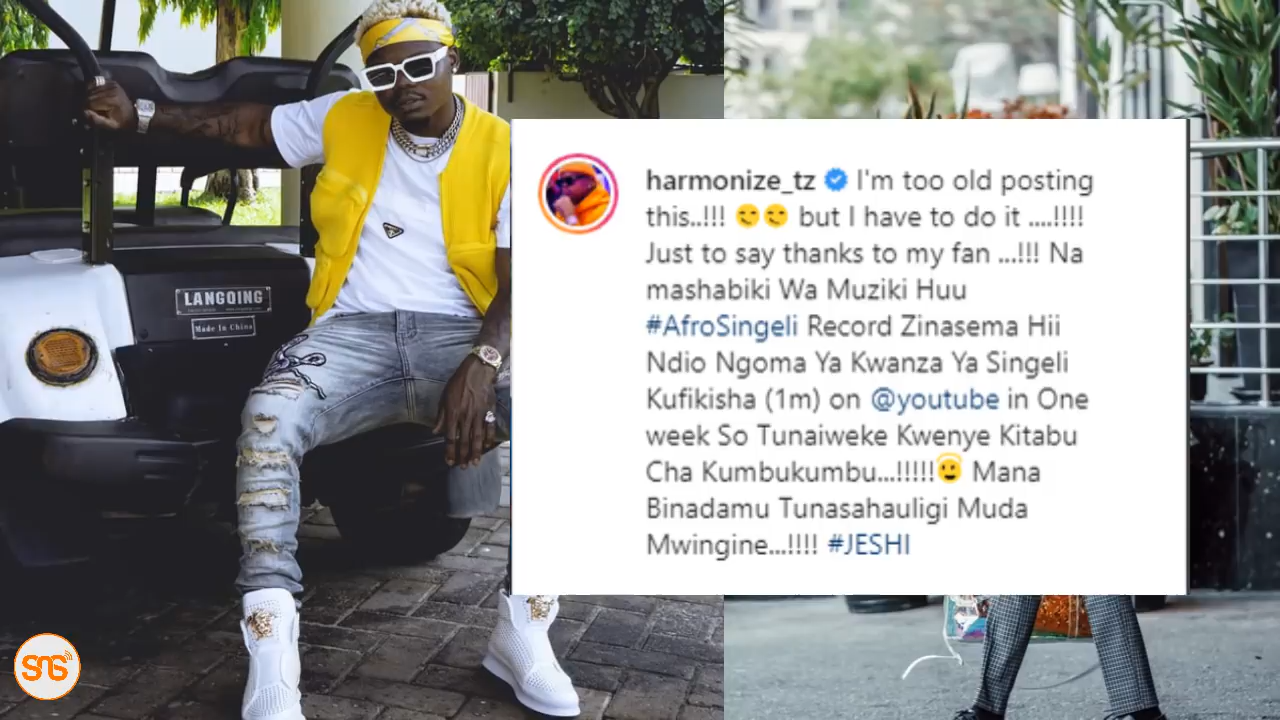 LANGQING
Made In China
harmonize_tz I'm too old posting
this..!!! 😏😏 but I have to do it ....!!!!
Just to say thanks to my fan ...!!! Na
mashabiki Wa Muziki Huu
#AfroSingeli Record Zinasema Hii
Ndio Ngoma Ya Kwanza Ya Singeli
Kufikisha (1m) on @youtube in One
week So Tunaiweke Kwenye Kitabu
Cha Kumbukumbu...!!!!!😇 Mana
Binadamu Tunasahauligi Muda
Mwingine...!!!! #JESHI
SNS